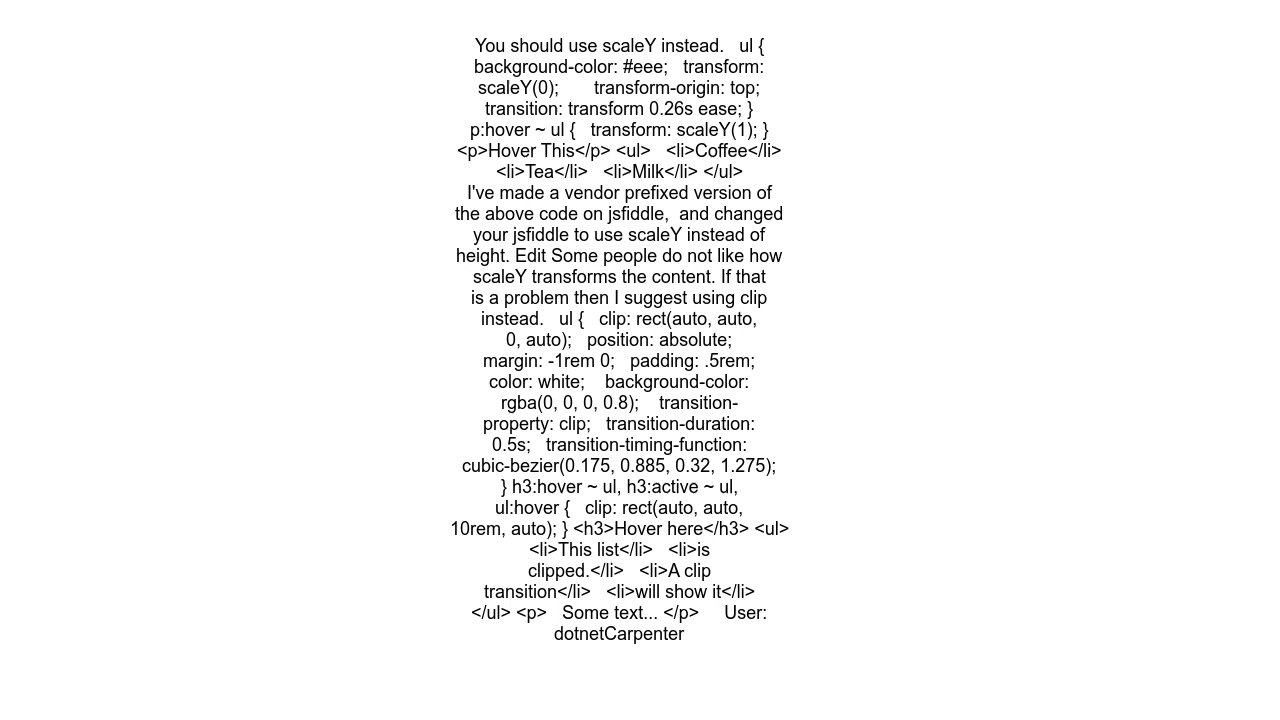 You should use scaleY instead.   ul {
background-color: #eee;   transform:
scaleY(0);       transform-origin: top;
transition: transform 0.26s ease; }
p:hover ~ ul {   transform: scaleY(1); }
<p>Hover This</p> <ul>   <li>Coffee</li>
<li>Tea</li>   <li>Milk</li> </ul>
I've made a vendor prefixed version of
the above code on jsfiddle,  and changed
your jsfiddle to use scaleY instead of
height. Edit Some people do not like how
scaleY transforms the content. If that
is a problem then I suggest using clip
instead.   ul {   clip: rect(auto, auto,
0, auto);   position: absolute;
margin: -1rem 0;   padding: .5rem;
color: white;    background-color:
rgba(0, 0, 0, 0.8);    transition-
property: clip;   transition-duration:
0.5s;   transition-timing-function:
cubic-bezier(0.175, 0.885, 0.32, 1.275);
} h3:hover ~ ul, h3:active ~ ul,
ul:hover {   clip: rect(auto, auto,
10rem, auto); } <h3>Hover here</h3> <ul>
<li>This list</li>   <li>is
clipped.</li>   <li>A clip
transition</li>   <li>will show it</li>
</ul> <p>   Some text... </p>     User:
dotnetCarpenter